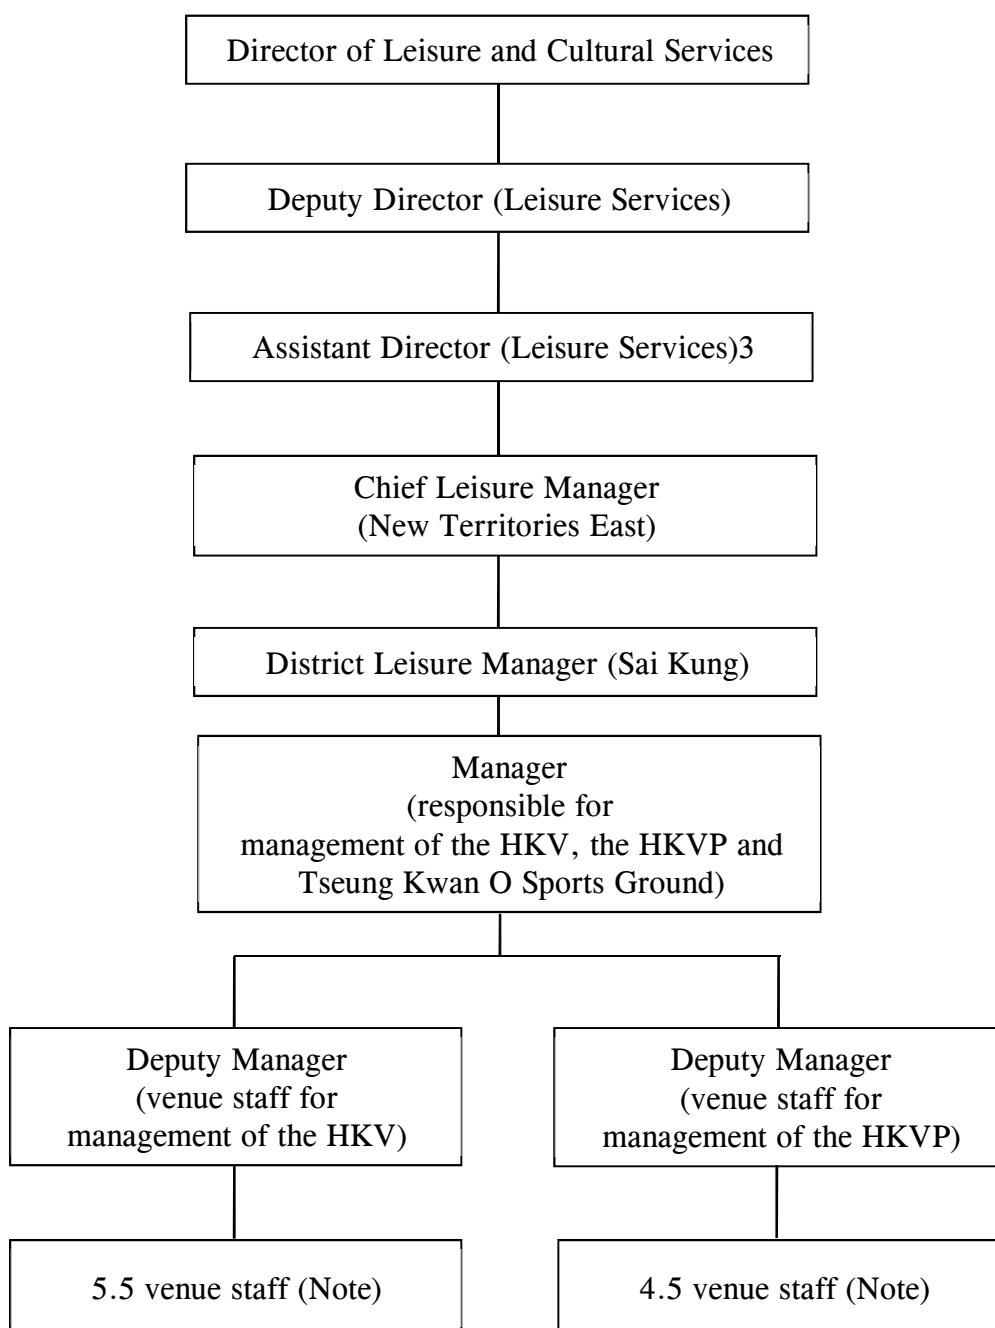 Director of Leisure and Cultural Services
Deputy Director (Leisure Services)
Assistant Director (Leisure Services)3
Chief Leisure Manager
(New Territories East)
District Leisure Manager (Sai Kung)
Manager
(responsible for
management of the HKV, the HKVP and
Tseung Kwan O Sports Ground)
Deputy Manager
(venue staff for
management of the HKV)
Deputy Manager
(venue staff for
management of the HKVP)
5.5 venue staff (Note)
4.5 venue staff (Note)